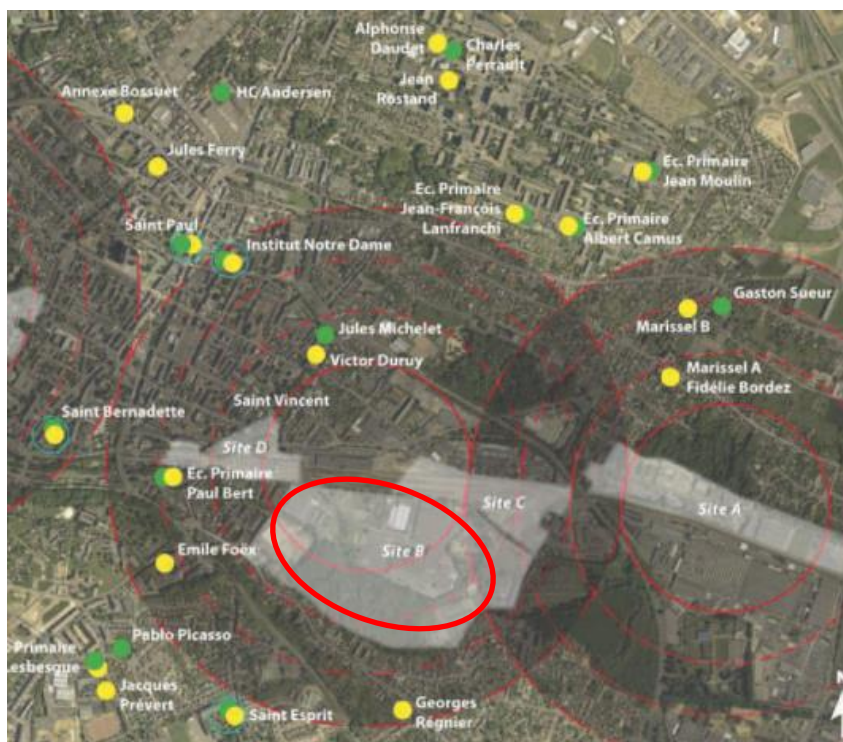 Alphonse
Daudet
Charles
Perrault
Jean
Rostand
Annexe Bossuet
HC Andersen
Jules Ferry
Ec. Primaire
Jean Moulin
Ec. Primaire
Jean-François
Lanfranchi
Ec. Primaire
Albert Camus
Saint Paul
Institut Notre Dame
Gaston Sueur
Marissel B
Jules Michelet
Victor Duruy
Marissel A
Fidélie Bordez
Saint Vincent
Saint Bernadette
Site D
Ec. Primaire
Paul Bert
Site C
Site A
Site B
Emile Foëx
Pablo Picasso
Primaire
Lesbesque
Jacques
Prévert
Saint Esprit
Georges
Régnier
N